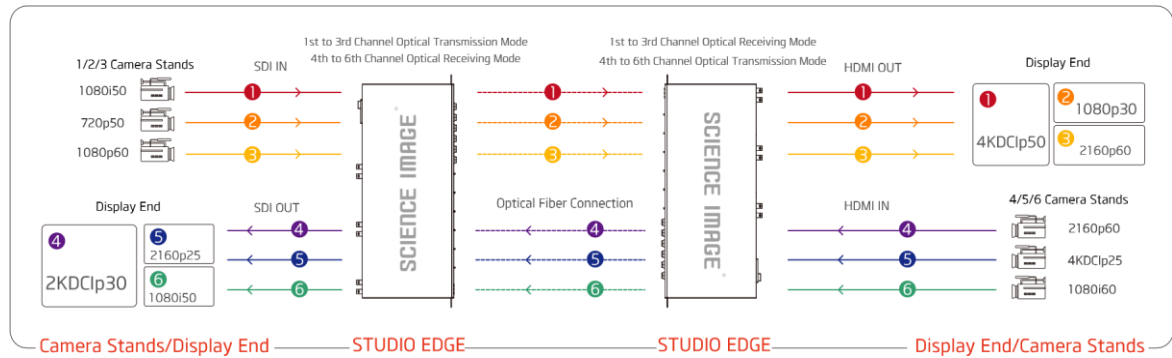 1st to 3rd Channel Optical Transmission Mode
4th to 6th Channel Optical Receiving Mode
1st to 3rd Channel Optical Receiving Mode
4th to 6th Channel Optical Transmission Mode
1/2/3 Camera Stands
SDI IN
HDMI OUT
Display End
1080i50
1
1
1
720p50
2
2
2
1080p60
3
3
3
1
4KDCIp50
2
1080p30
3
2160p60
SCIENCE IMAGE
SCIENCE IMAGE
Display End
SDI OUT
Optical Fiber Connection
HDMI IN
4/5/6 Camera Stands
4
2KDCIp30
5
2160p25
6
1080i50
4
4
4
2160p60
5
5
5
4KDCIp25
6
6
6
1080i60
Camera Stands/Display End
STUDIO EDGE
STUDIO EDGE
Display End/Camera Stands